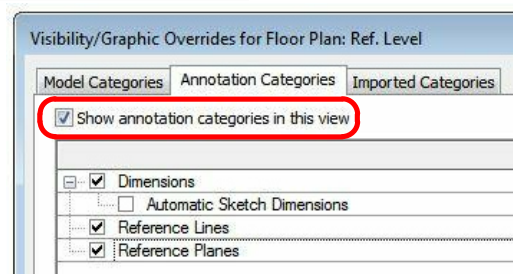 Visibility/Graphic Overrides for Floor Plan: Ref. Level
Model Categories Annotation Categories Imported Categories
Show annotation categories in this view
Dimensions
Automatic Sketch Dimensions
Reference Lines
Reference Planes